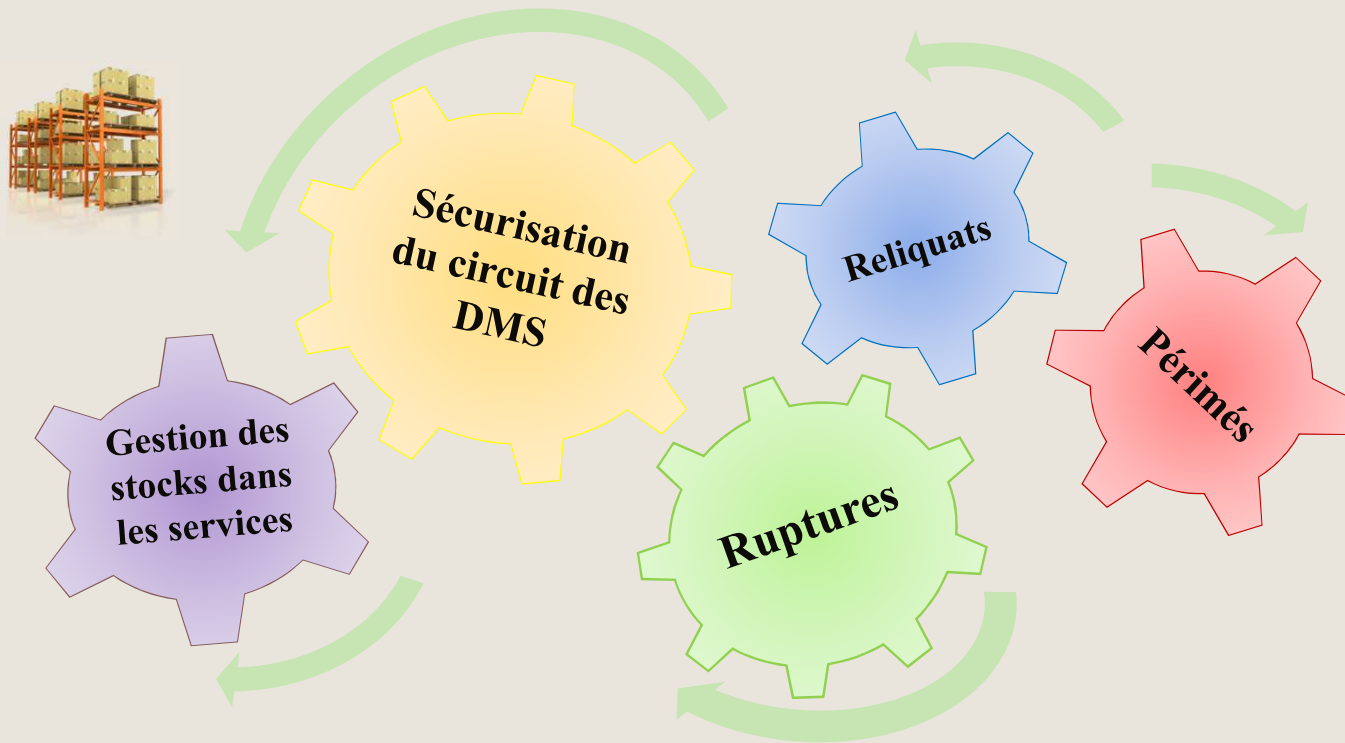 Sécurisation
du circuit des
DMS
Reliquats
Périmés
Gestion des
stocks dans
les services
Ruptures